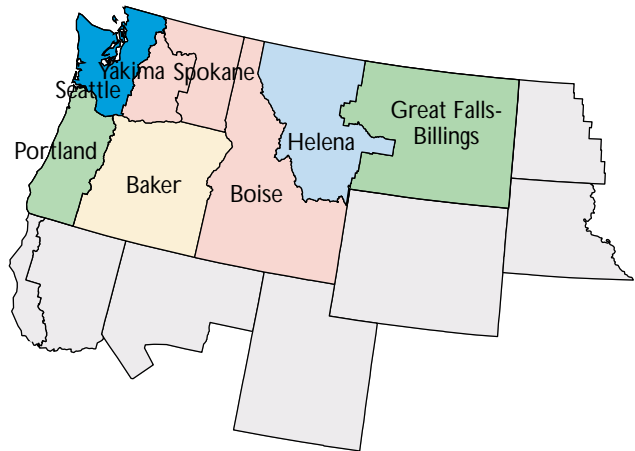 Yakima
Spokane
Seattle
Great Falls-
Billings
Portland
Helena
Baker
Boise